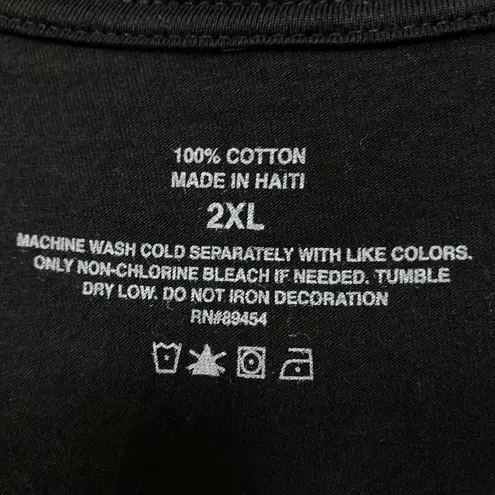 100% COTTON
MADE IN HAITI
2XL
MACHINE WASH COLD SEPARATELY WITH LIKE COLORS.
ONLY NON-CHLORINE BLEACH IF NEEDED. TUMBLE
DRY LOW. DO NOT IRON DECORATION
RN#89454